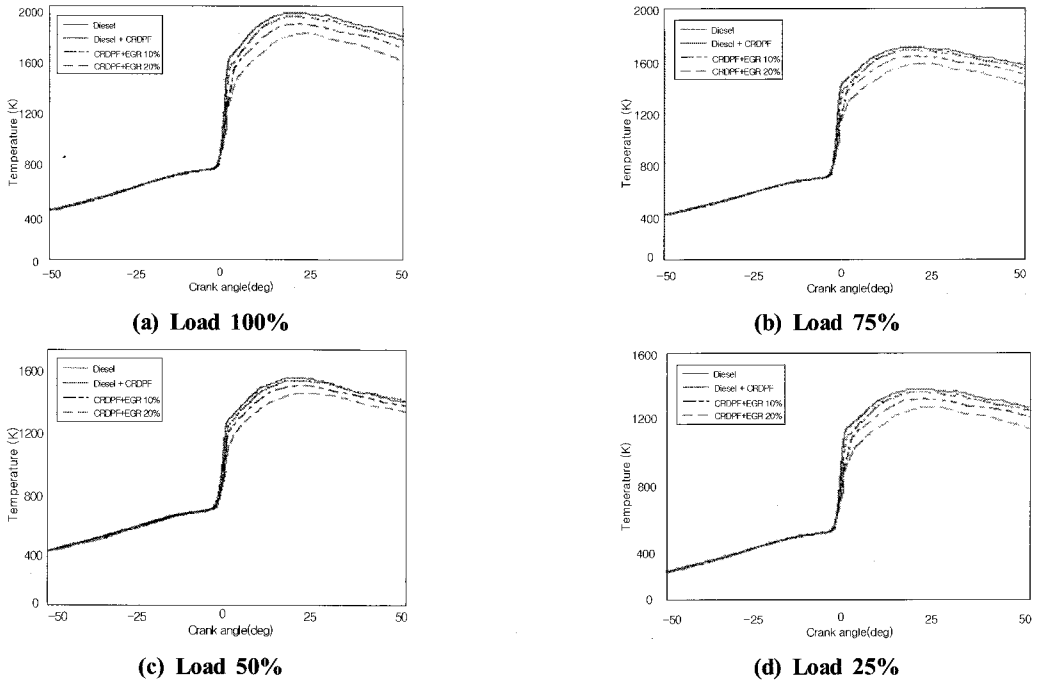 2000
1600
1200
800
400
0
Temperature (K)
Diesel
Diesel + CRDPF
CRDPF+EGR 10%
CRDPF+EGR 20%
-50
-25
0
25
50
Crank angle(deg)
(a) Load 100%
2000
1600
1200
800
400
0
Temperature (K)
Diesel
Diesel + CRDPF
CRDPF+EGR 10%
CRDPF+EGR 20%
-50
-25
0
25
50
Crank angle(deg)
(b) Load 75%
1600
1200
800
400
0
Temperature (K)
Diesel
Diesel + CRDPF
CRDPF+EGR 10%
CRDPF+EGR 20%
-50
-25
0
25
50
Crank angle(deg)
(c) Load 50%
1600
1200
800
400
0
Temperature (K)
Diesel
Diesel + CRDPF
CRDPF+EGR 10%
CRDPF+EGR 20%
-50
-25
0
25
50
Crank angle(deg)
(d) Load 25%